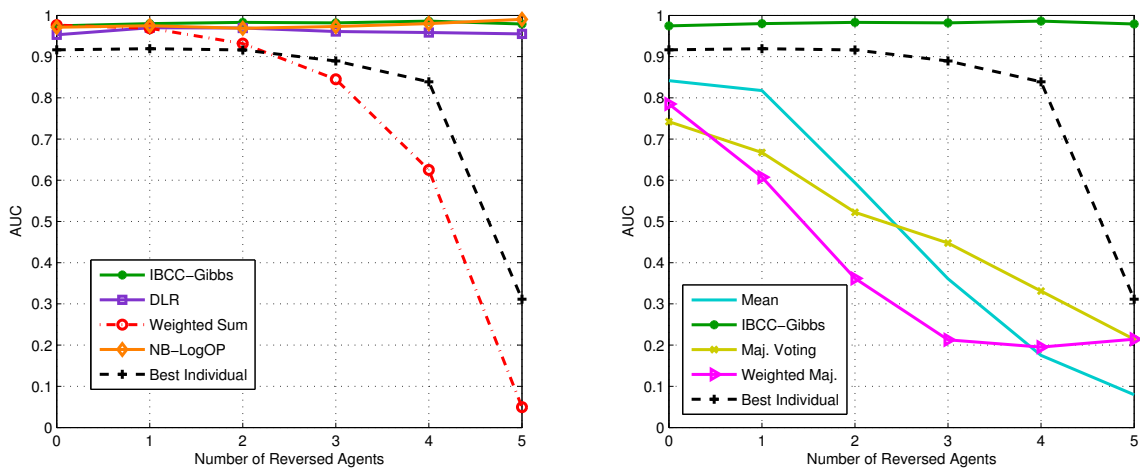 1
0.9
0.8
0.7
0.6
0.5
0.4
0.3
0.2
0.1
0
AUC
0 1 2 3 4 5
Number of Reversed Agents
IBCC−Gibbs
DLR
Weighted Sum
NB−LogOP
Best Individual
1
0.9
0.8
0.7
0.6
0.5
0.4
0.3
0.2
0.1
0
AUC
0 1 2 3 4 5
Number of Reversed Agents
Mean
IBCC−Gibbs
Maj. Voting
Weighted Maj.
Best Individual